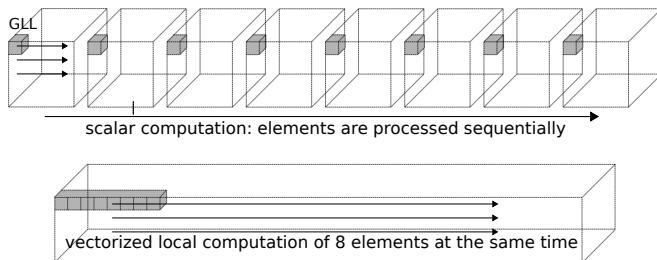 GLL
scalar computation: elements are processed sequentially
vectorized local computation of 8 elements at the same time